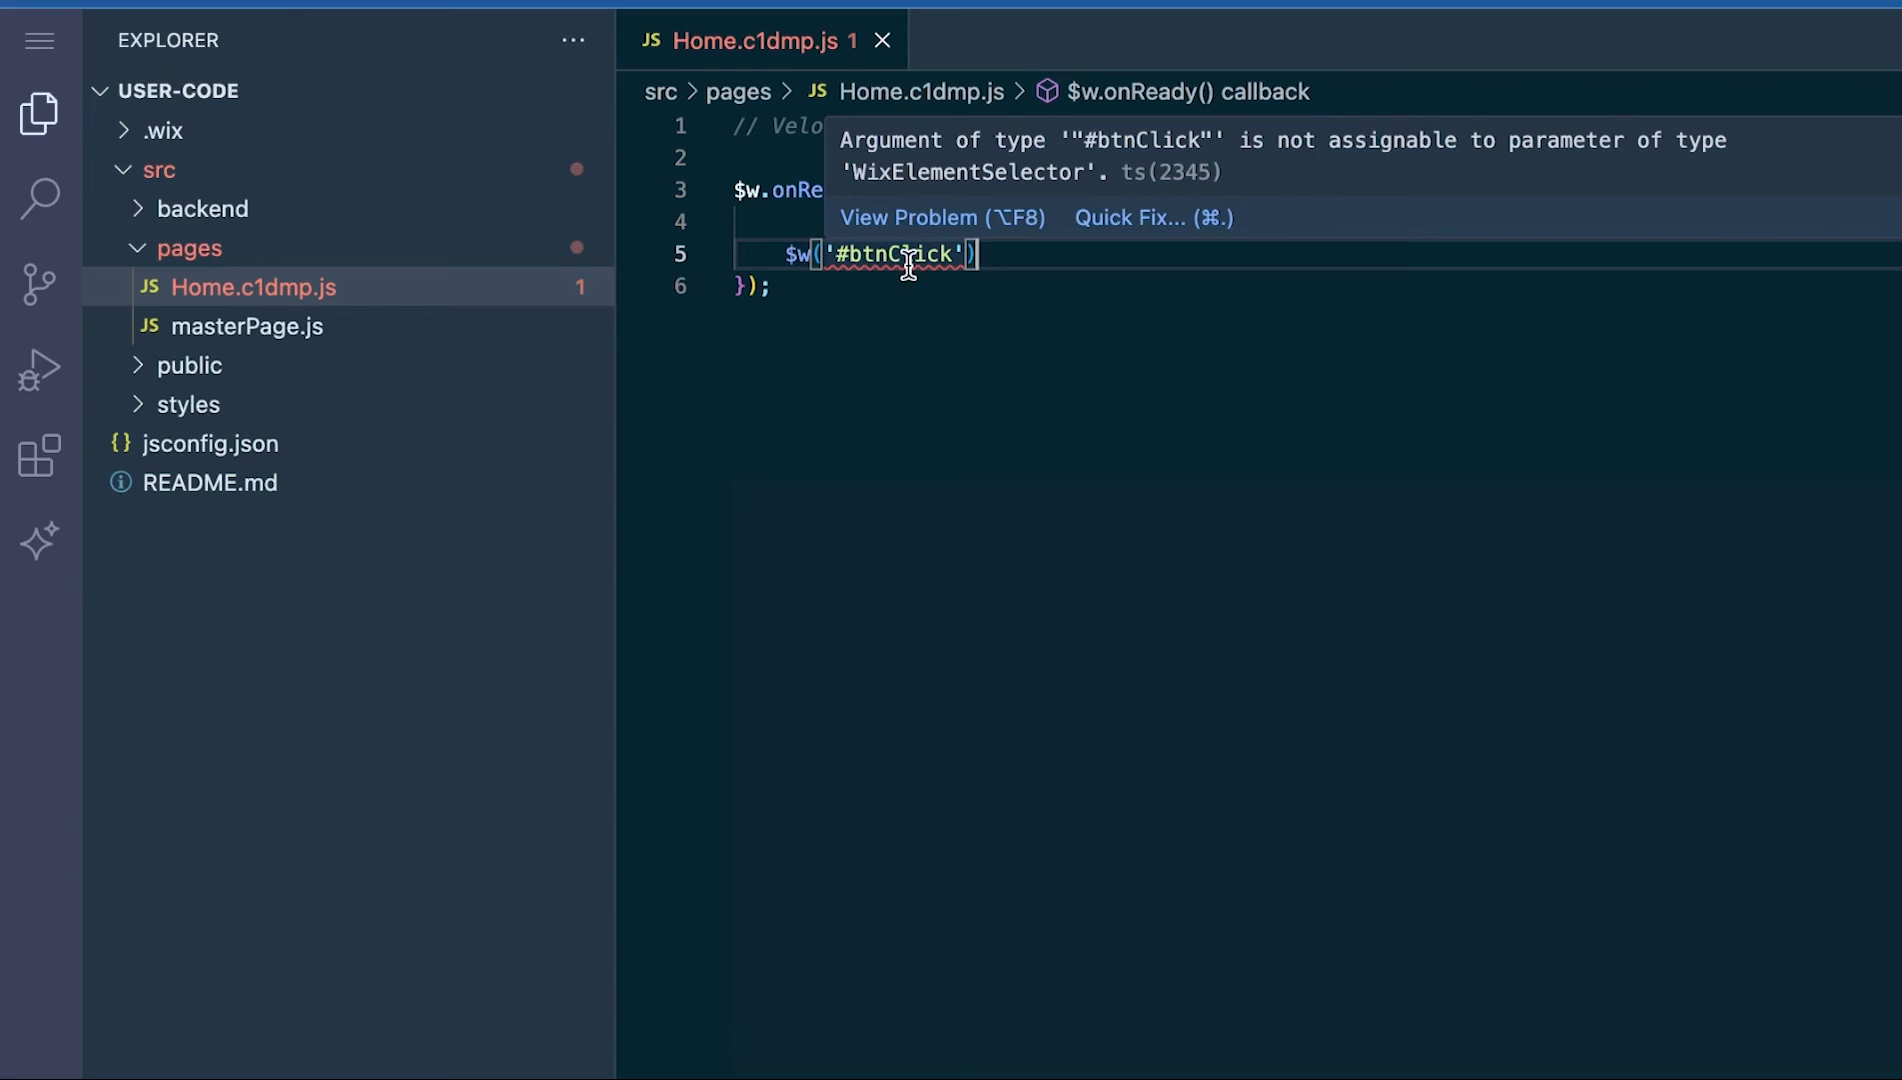 EXPLORER
USER-CODE
.wix
src
backend
pages
JS Home.c1dmp.js 1
JS masterPage.js
public
styles
{} jsconfig.json
README.md
JS Home.c1dmp.js 1
src > pages > JS Home.c1dmp.js > $w.onReady() callback
1 // Velo
Argument of type '"#btnClick"' is not assignable to parameter of type
'WixElementSelector'. ts(2345)
View Problem (⌥F8) Quick Fix... (⌘.)
2
3 $w.onRe
4
5 $w('#btnClick')
6 });